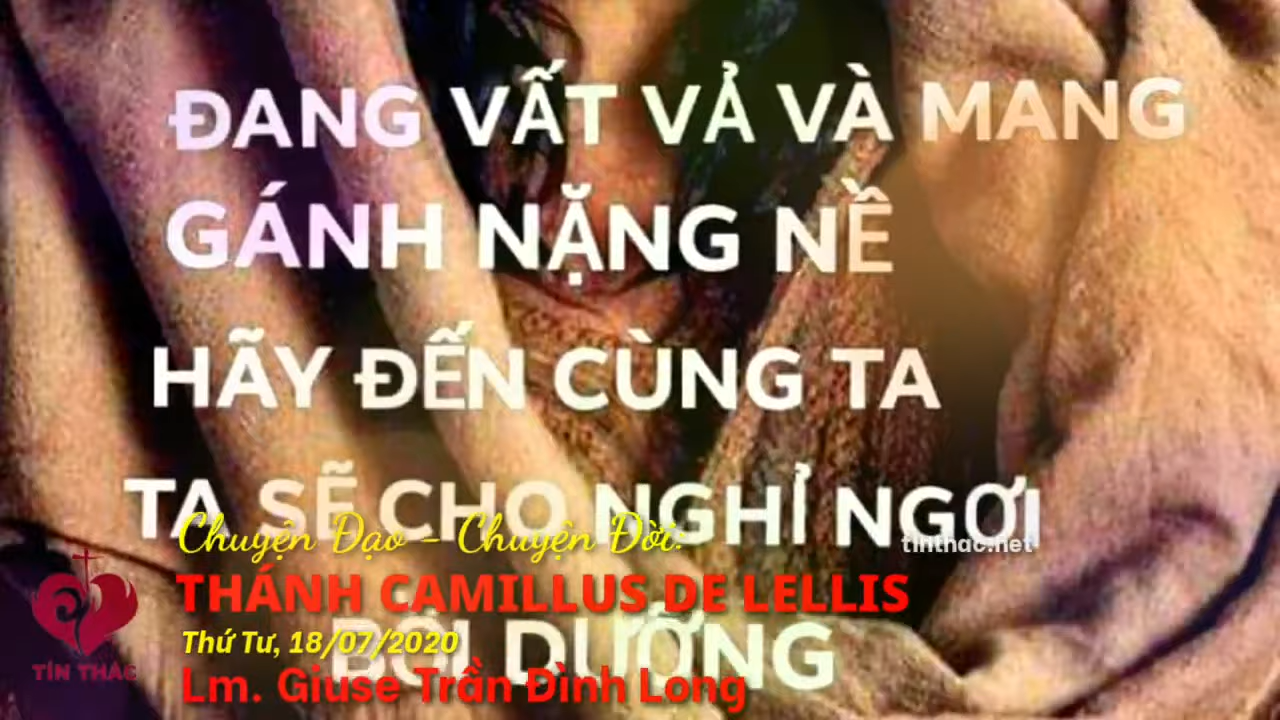 ĐANG VẤT VẢ VÀ MANG
GÁNH NẶNG NỀ
HÃY ĐẾN CÙNG TA
TA SẼ CHO NGHỈ NGƠI
Chuyện Đạo - Chuyện Đời:
tinthac.net
THÁNH CAMILLUS DE LELLIS
BỒI DƯỠNG
Thứ Tư, 18/07/2020
TÍN THÁC
Lm. Giuse Trần Đình Long